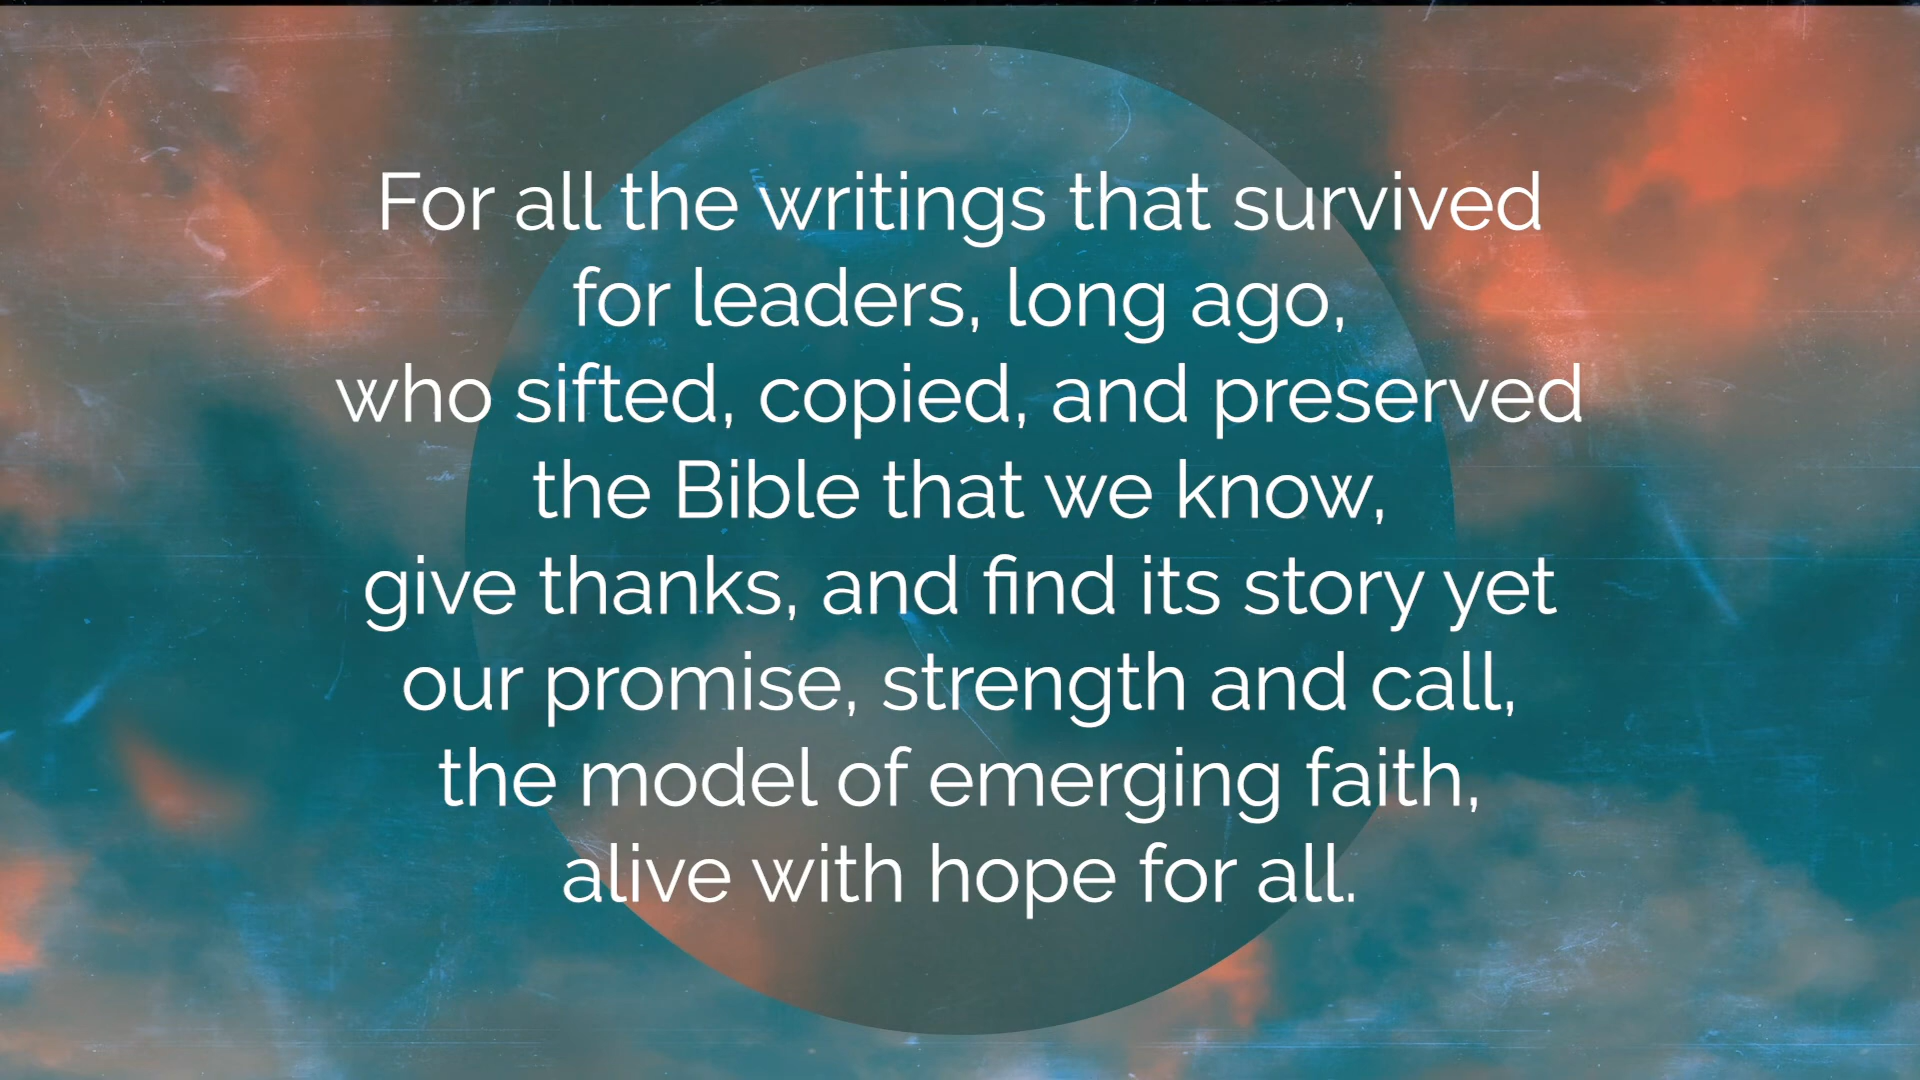 For all the writings that survived
for leaders, long ago,
who sifted, copied, and preserved
the Bible that we know,
give thanks, and find its story yet
our promise, strength and call,
the model of emerging faith,
alive with hope for all.